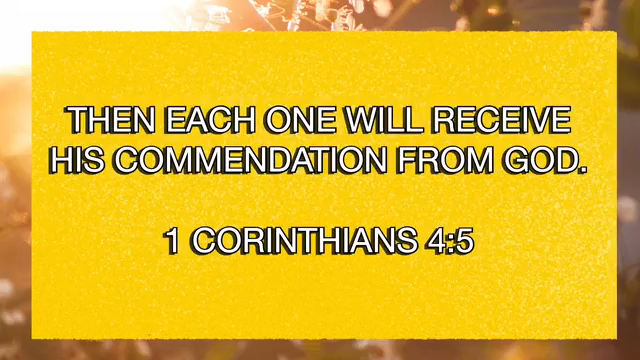 THEN EACH ONE WILL RECEIVE
HIS COMMENDATION FROM GOD.
1 CORINTHIANS 4:5